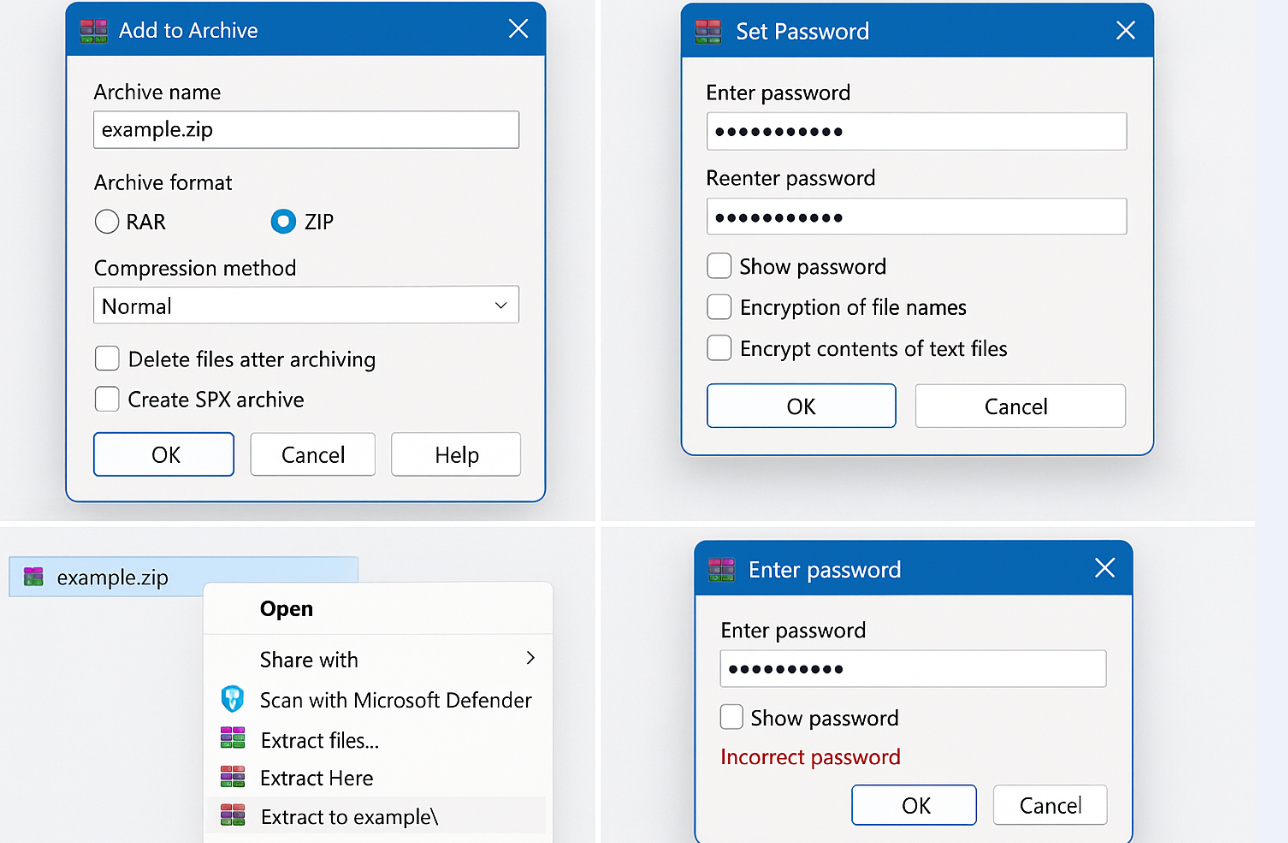 Add to Archive
Archive name
example.zip
Archive format
RAR ZIP
Compression method
Normal
Delete files atter archiving
Create SPX archive
OK Cancel Help
Set Password
Enter password
●●●●●●●●●●●
Reenter password
●●●●●●●●●●●
Show password
Encryption of file names
Encrypt contents of text files
OK Cancel
example.zip
Open
Share with
Scan with Microsoft Defender
Extract files...
Extract Here
Extract to example\
Enter password
Enter password
●●●●●●●●●●
Show password
Incorrect password
OK Cancel